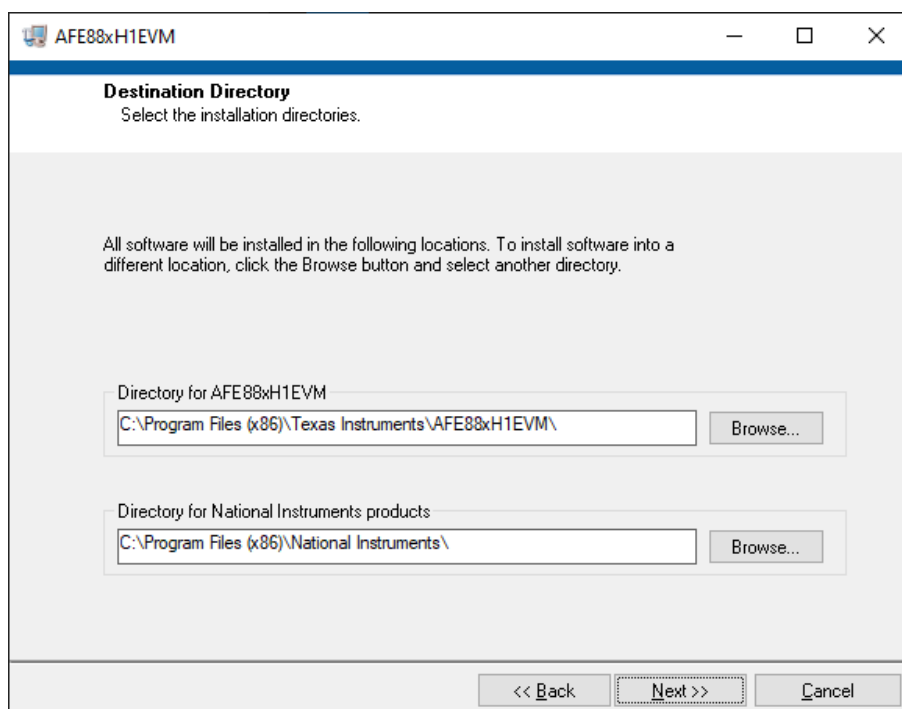 AFE88xH1EVM
Destination Directory
Select the installation directories.
All software will be installed in the following locations. To install software into a
different location, click the Browse button and select another directory.
Directory for AFE88xH1EVM
C:\Program Files (x86)\Texas Instruments\AFE88xH1EVM\
Browse...
Directory for National Instruments products
C:\Program Files (x86)\National Instruments\
Browse...
<< Back Next >> Cancel